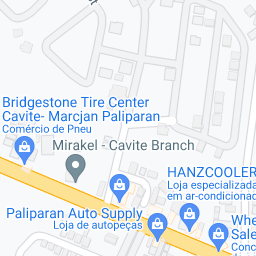 Bridgestone Tire Center
Cavite- Marcjan Paliparan
Comércio de Pneu
Mirakel - Cavite Branch
HANZCOOLER
Loja especializada
em ar-condicionad
Paliparan Auto Supply
Loja de autopeças
Whe
Sale
Conc